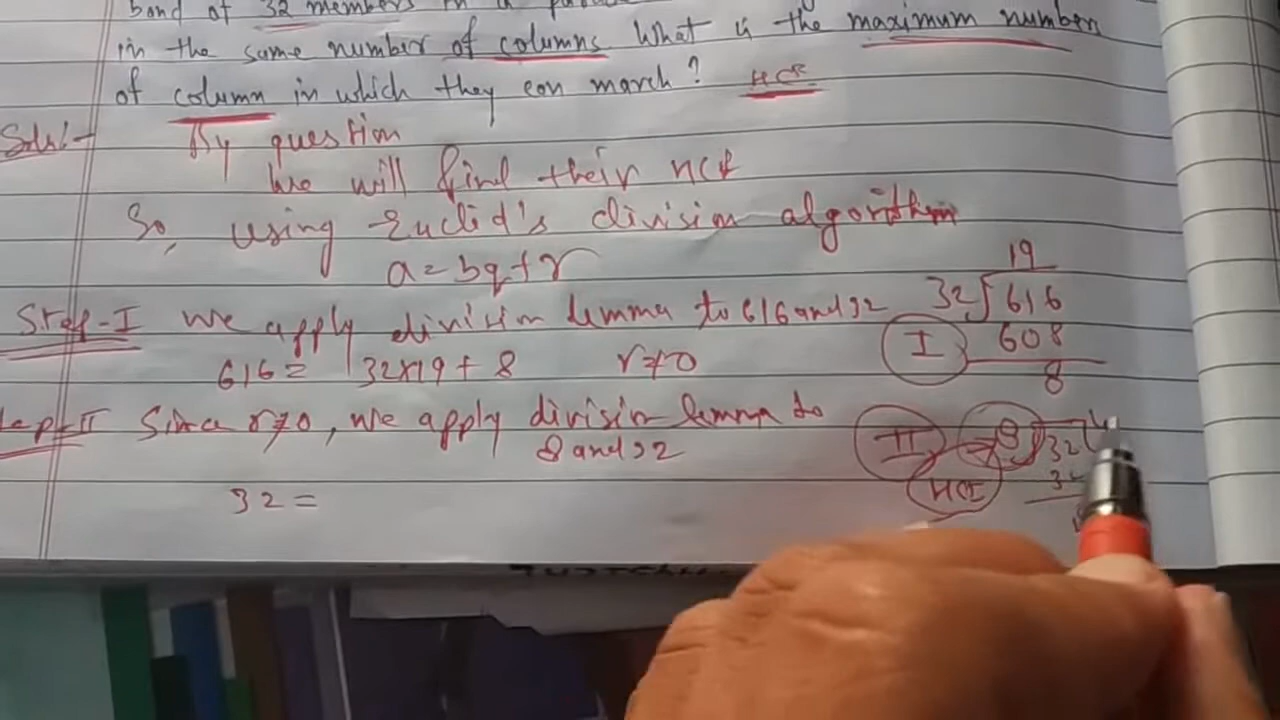 band of 32 members in a
in the same number of columns what is the maximum number
of column in which they can march? HCF
Soln:- By question
We will find their HCF
So, using Euclid's division algorithm
a = bq + r
Step-I We apply division lemma to 616 and 32
616 = 32×19 + 8 r≠0
19
32 616
I 608
8
Step-II Since r≠0, we apply division lemma to
8 and 32
II 8 32 4
HCF
32 =